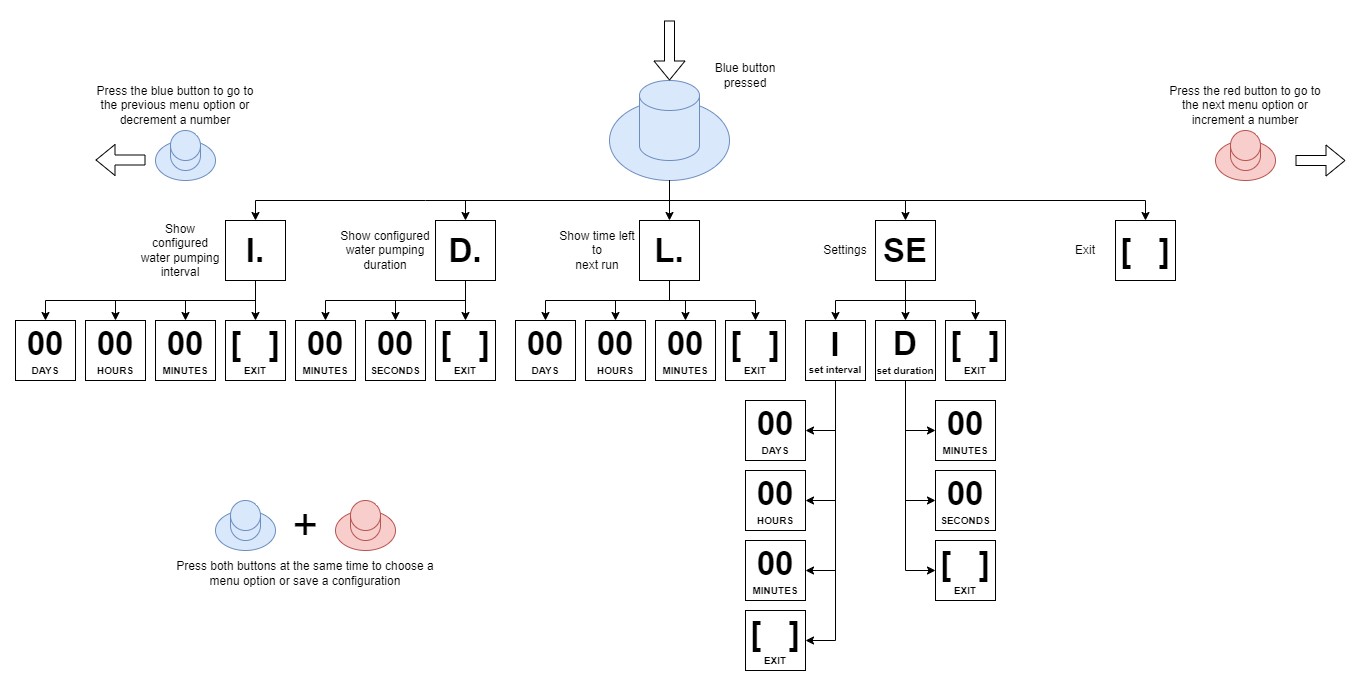 Blue button
pressed
Press the blue button to go to
the previous menu option or
decrement a number
Press the red button to go to
the next menu option or
increment a number
Show
configured
water pumping
interval
I.
Show configured
water pumping
duration
D.
Show time left
to
next run
L.
Settings
SE
Exit
[ ]
00
DAYS
00
HOURS
00
MINUTES
[ ]
EXIT
00
MINUTES
00
SECONDS
[ ]
EXIT
00
DAYS
00
HOURS
00
MINUTES
[ ]
EXIT
I
set interval
D
set duration
[ ]
EXIT
00
DAYS
00
HOURS
00
MINUTES
[ ]
EXIT
00
MINUTES
00
SECONDS
[ ]
EXIT
+
Press both buttons at the same time to choose a
menu option or save a configuration